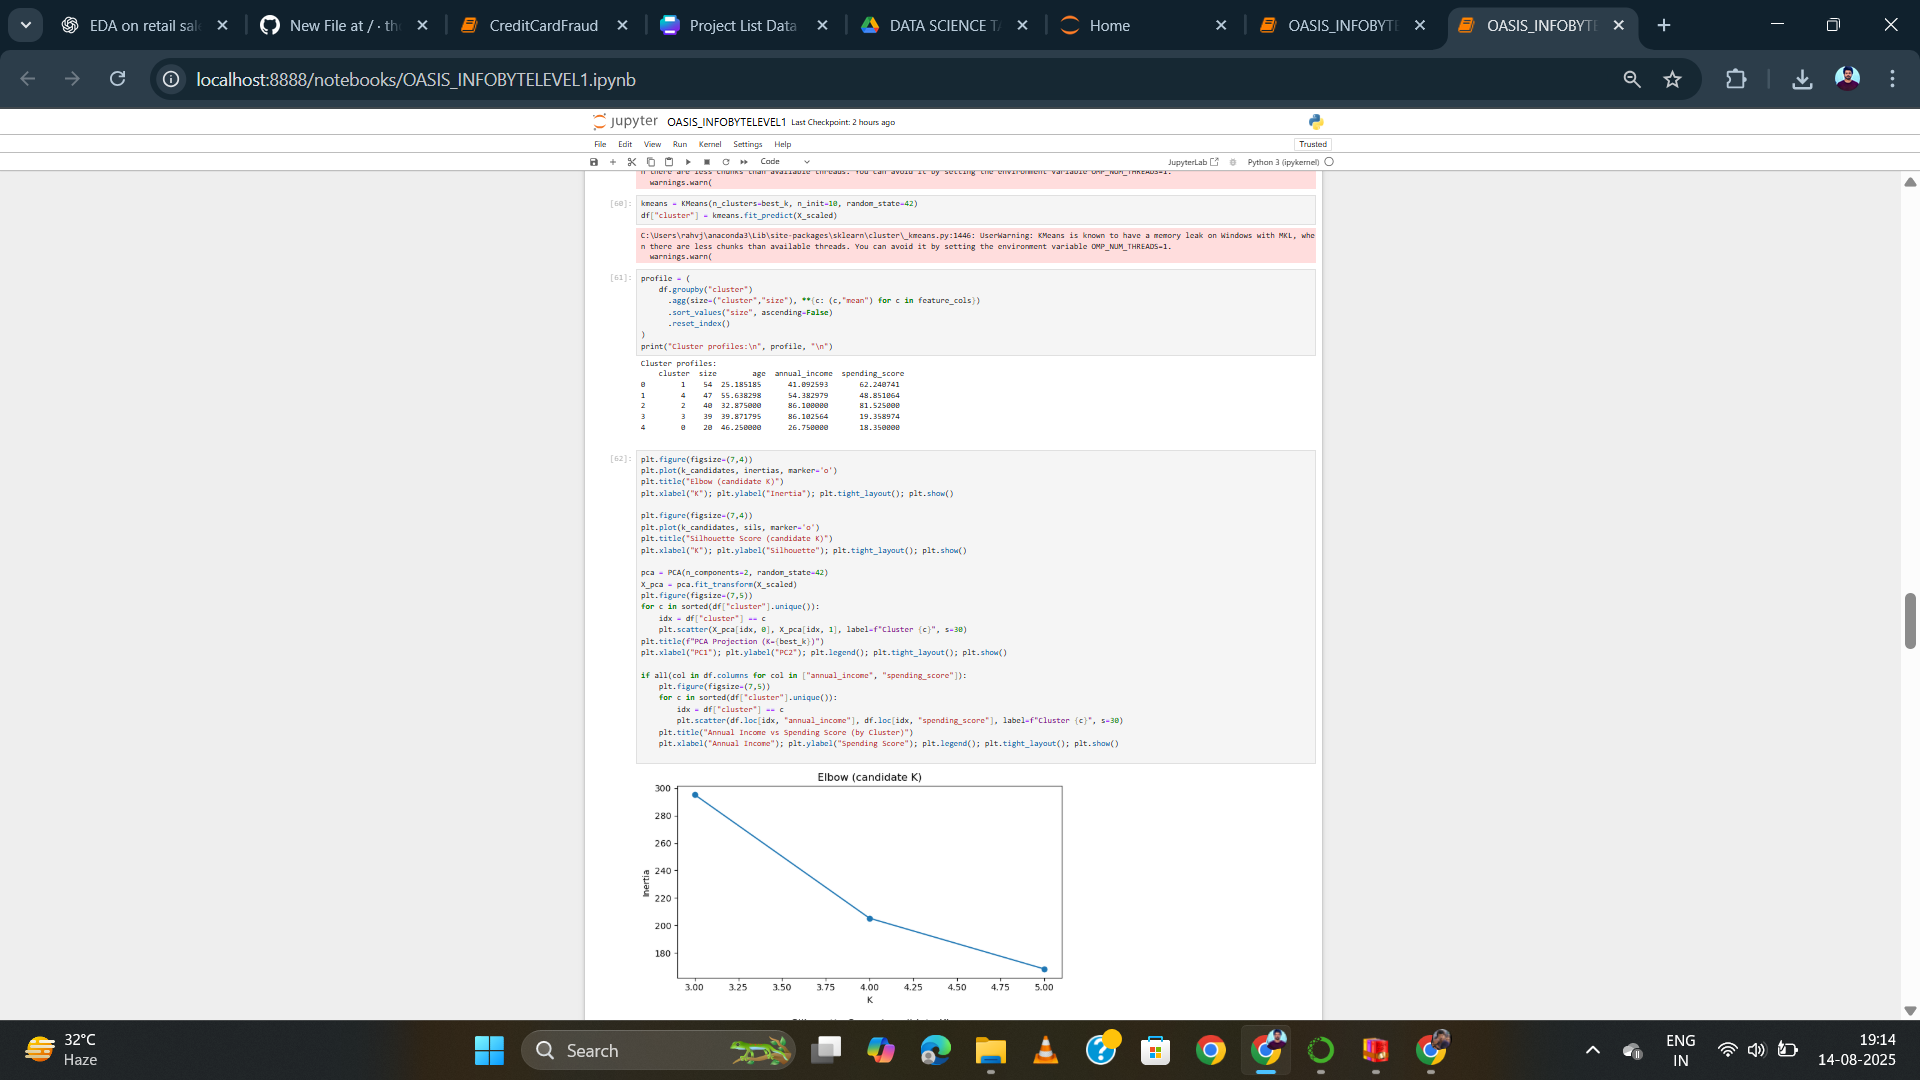 EDA on retail sal
New File at / · th
CreditCardFraud
Project List Data
DATA SCIENCE TA
Home
OASIS_INFOBYTE
OASIS_INFOBYTE
localhost:8888/notebooks/OASIS_INFOBYTELEVEL1.ipynb
jupyter OASIS_INFOBYTELEVEL1 Last Checkpoint: 2 hours ago
File Edit View Run Kernel Settings Help
Trusted
Code
JupyterLab Python 3 (ipykernel)
n there are less chunks than available threads. You can avoid it by setting the environment variable OMP_NUM_THREADS=1.
warnings.warn(
[60]: kmeans = KMeans(n_clusters=best_k, n_init=10, random_state=42)
df["cluster"] = kmeans.fit_predict(X_scaled)
C:\Users\rahvj\anaconda3\Lib\site-packages\sklearn\cluster\_kmeans.py:1446: UserWarning: KMeans is known to have a memory leak on Windows with MKL, whe
n there are less chunks than available threads. You can avoid it by setting the environment variable OMP_NUM_THREADS=1.
warnings.warn(
[61]: profile = (
df.groupby("cluster")
.agg(size=("cluster","size"), **{c: (c,"mean") for c in feature_cols})
.sort_values("size", ascending=False)
.reset_index()
)
print("Cluster profiles:\n", profile, "\n")
Cluster profiles:
cluster size age annual_income spending_score
0 1 54 25.185185 41.092593 62.240741
1 4 47 55.638298 54.382979 48.851064
2 2 40 32.875000 86.100000 81.525000
3 3 39 39.871795 86.102564 19.358974
4 0 20 46.250000 26.750000 18.350000
[62]: plt.figure(figsize=(7,4))
plt.plot(k_candidates, inertias, marker='o')
plt.title("Elbow (candidate K)")
plt.xlabel("K"); plt.ylabel("Inertia"); plt.tight_layout(); plt.show()
plt.figure(figsize=(7,4))
plt.plot(k_candidates, sils, marker='o')
plt.title("Silhouette Score (candidate K)")
plt.xlabel("K"); plt.ylabel("Silhouette"); plt.tight_layout(); plt.show()
pca = PCA(n_components=2, random_state=42)
X_pca = pca.fit_transform(X_scaled)
plt.figure(figsize=(7,5))
for c in sorted(df["cluster"].unique()):
idx = df["cluster"] == c
plt.scatter(X_pca[idx, 0], X_pca[idx, 1], label=f"Cluster {c}", s=30)
plt.title(f"PCA Projection (K={best_k})")
plt.xlabel("PC1"); plt.ylabel("PC2"); plt.legend(); plt.tight_layout(); plt.show()
if all(col in df.columns for col in ["annual_income", "spending_score"]):
plt.figure(figsize=(7,5))
for c in sorted(df["cluster"].unique()):
idx = df["cluster"] == c
plt.scatter(df.loc[idx, "annual_income"], df.loc[idx, "spending_score"], label=f"Cluster {c}", s=30)
plt.title("Annual Income vs Spending Score (by Cluster)")
plt.xlabel("Annual Income"); plt.ylabel("Spending Score"); plt.legend(); plt.tight_layout(); plt.show()
Elbow (candidate K)
300
280
260
240
220
200
180
Inertia
3.00 3.25 3.50 3.75 4.00 4.25 4.50 4.75 5.00
K
32°C
Haze
Search
ENG
IN
19:14
14-08-2025